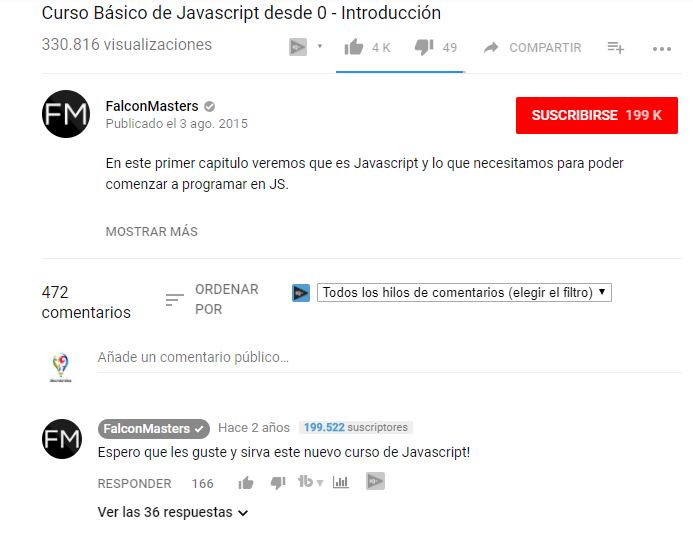 Curso Básico de Javascript desde 0 - Introducción
330.816 visualizaciones
4 K
49
COMPARTIR
FM
FalconMasters
Publicado el 3 ago. 2015
SUSCRIBIRSE 199 K
En este primer capitulo veremos que es Javascript y lo que necesitamos para poder
comenzar a programar en JS.
MOSTRAR MÁS
472
comentarios
ORDENAR
POR
Todos los hilos de comentarios (elegir el filtro)
Añade un comentario público...
FM
FalconMasters Hace 2 años 199.522 suscriptores
Espero que les guste y sirva este nuevo curso de Javascript!
RESPONDER 166
Ver las 36 respuestas